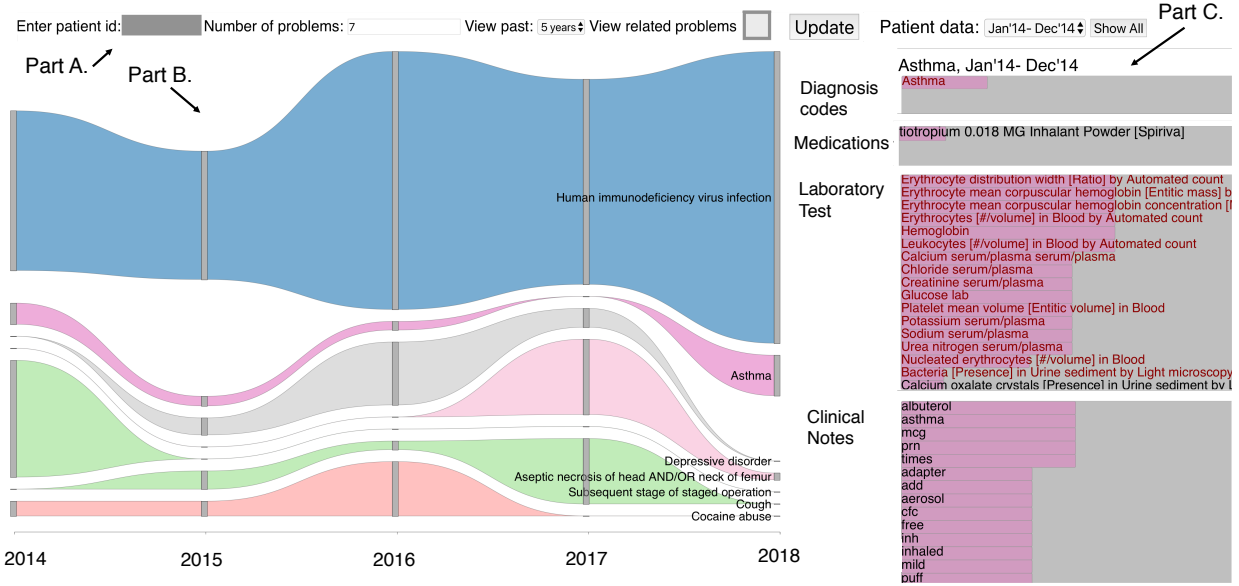 Enter patient id: Number of problems: 7 View past: 5 years View related problems Update Patient data: Jan'14- Dec'14 Show All
Part A.
Part B.
Part C.
Human immunodeficiency virus infection
Asthma
Depressive disorder
Aseptic necrosis of head AND/OR neck of femur
Subsequent stage of staged operation
Cough
Cocaine abuse
2014 2015 2016 2017 2018
Asthma, Jan'14- Dec'14
Diagnosis
codes
Asthma
Medications
tiotropium 0.018 MG Inhalant Powder [Spiriva]
Laboratory
Test
Erythrocyte distribution width [Ratio] by Automated count
Erythrocyte mean corpuscular hemoglobin [Entitic mass] b
Erythrocyte mean corpuscular hemoglobin concentration [
Erythrocytes [#/volume] in Blood by Automated count
Hemoglobin
Leukocytes [#/volume] in Blood by Automated count
Calcium serum/plasma serum/plasma
Chloride serum/plasma
Creatinine serum/plasma
Glucose lab
Platelet mean volume [Entitic volume] in Blood
Potassium serum/plasma
Sodium serum/plasma
Urea nitrogen serum/plasma
Nucleated erythrocytes [#/volume] in Blood
Bacteria [Presence] in Urine sediment by Light microscopy
Calcium oxalate crystals [Presence] in Urine sediment by L
Clinical
Notes
albuterol
asthma
mcg
prn
times
adapter
add
aerosol
cfc
free
inh
inhaled
mild
puff